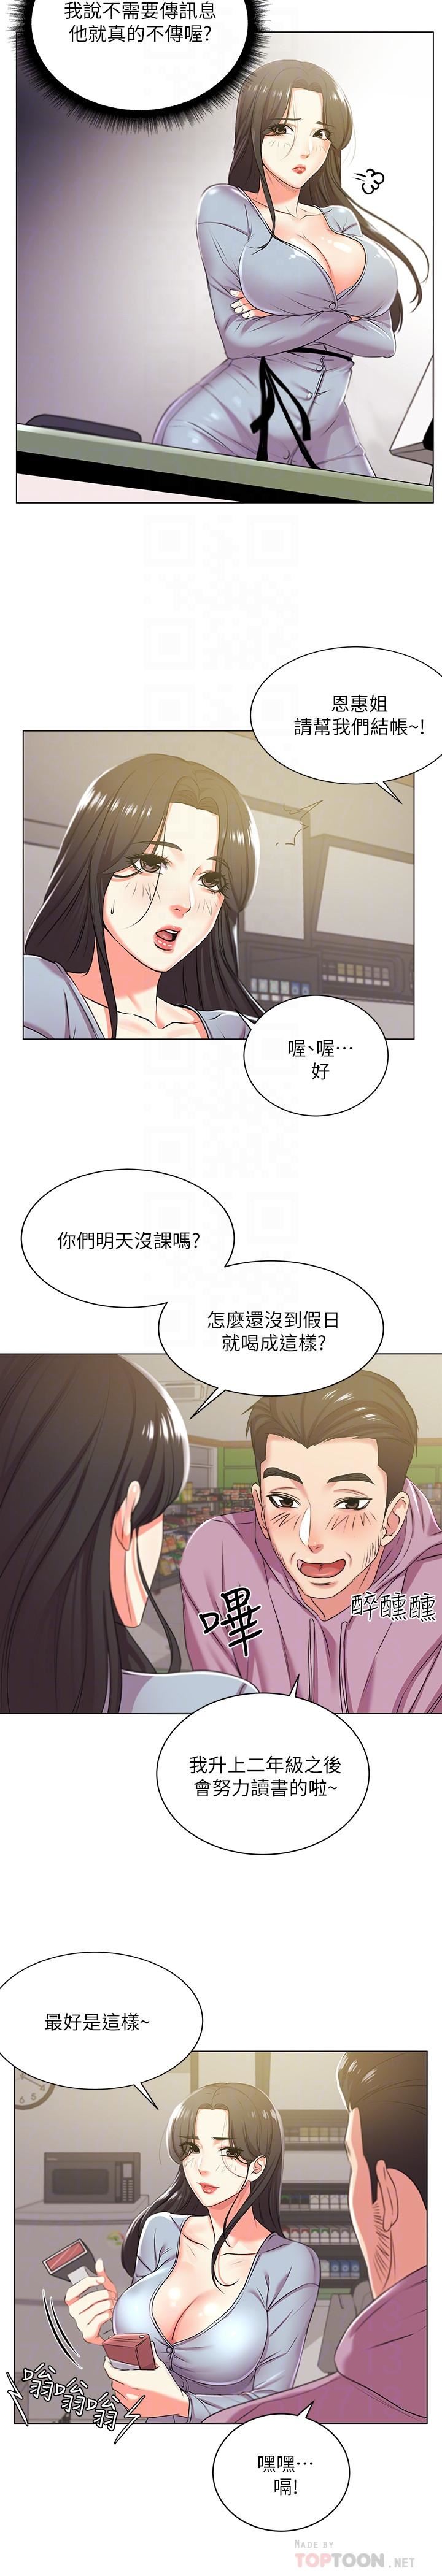 我說不需要傳訊息
他就真的不傳喔?
恩惠姐
請幫我們結帳~!
喔、喔…
好
你們明天沒課嗎?
怎麼還沒到假日
就喝成這樣?
嗶
醉醺醺
我升上二年級之後
會努力讀書的啦~
最好是這樣~
嗡嗡嗡
嘿嘿…
嗝!
MADE BY
TOPTOON.NET